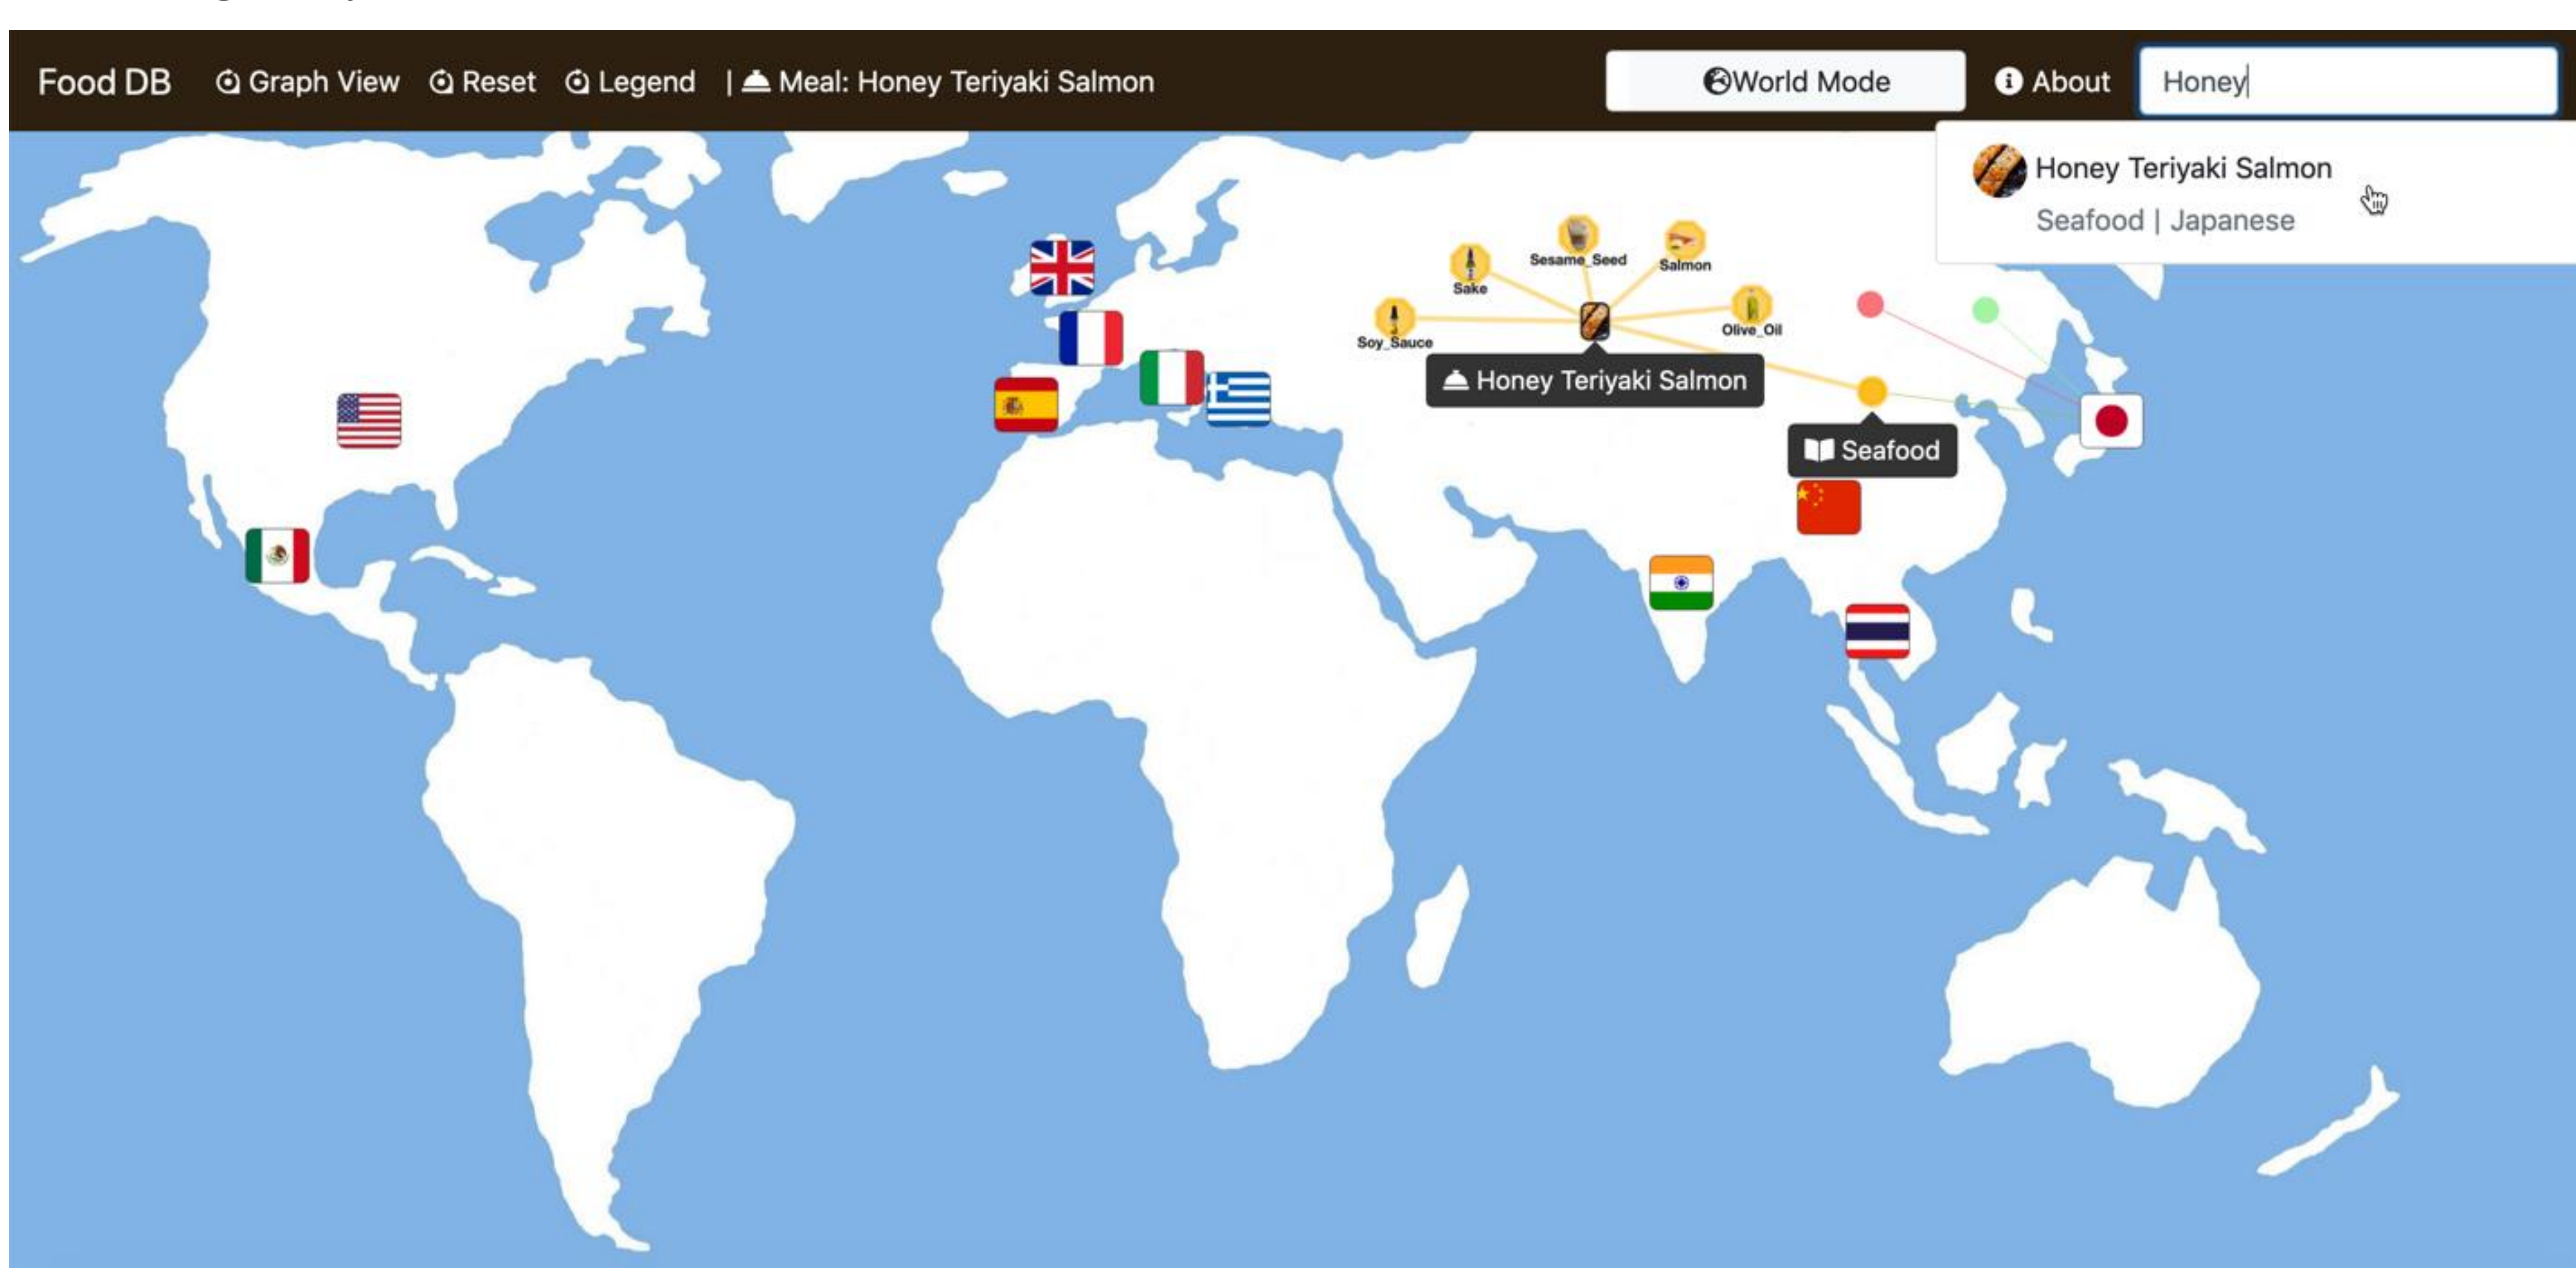 Food DB Graph View Reset Legend | Meal: Honey Teriyaki Salmon World Mode About Honey
Honey Teriyaki Salmon
Seafood | Japanese
Sesame_Seed
Salmon
Sake
Olive_Oil
Soy_Sauce
Honey Teriyaki Salmon
Seafood